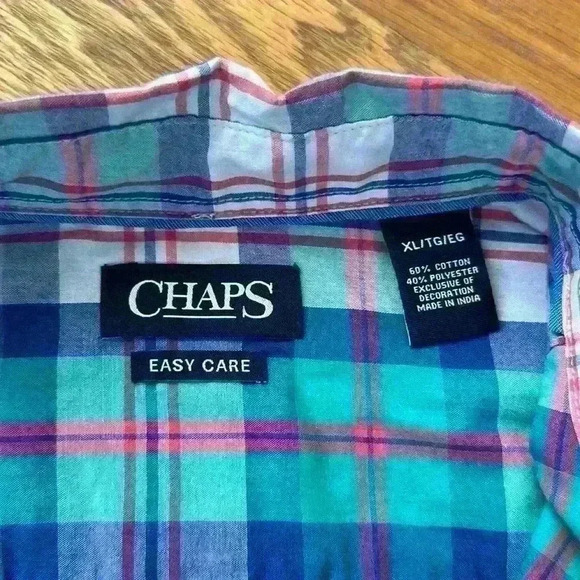 CHAPS
EASY CARE
XL/TG/EG
60% COTTON
40% POLYESTER
EXCLUSIVE OF
DECORATION
MADE IN INDIA